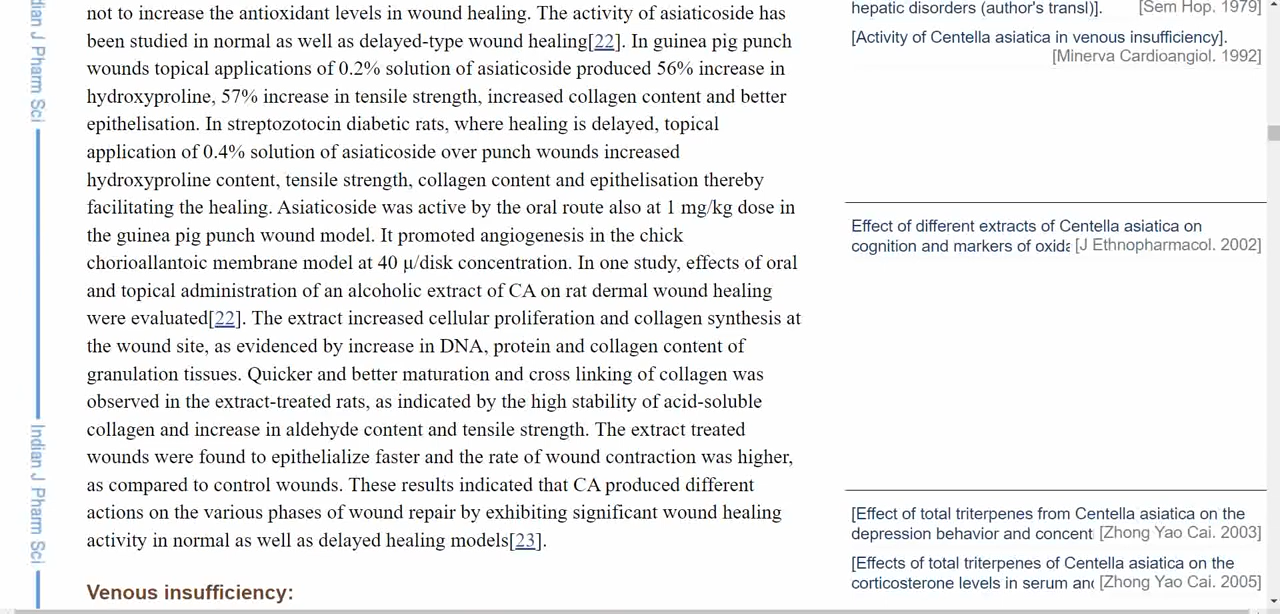 not to increase the antioxidant levels in wound healing. The activity of asiaticoside has
been studied in normal as well as delayed-type wound healing[22]. In guinea pig punch
wounds topical applications of 0.2% solution of asiaticoside produced 56% increase in
hydroxyproline, 57% increase in tensile strength, increased collagen content and better
epithelisation. In streptozotocin diabetic rats, where healing is delayed, topical
application of 0.4% solution of asiaticoside over punch wounds increased
hydroxyproline content, tensile strength, collagen content and epithelisation thereby
facilitating the healing. Asiaticoside was active by the oral route also at 1 mg/kg dose in
the guinea pig punch wound model. It promoted angiogenesis in the chick
chorioallantoic membrane model at 40 μ/disk concentration. In one study, effects of oral
and topical administration of an alcoholic extract of CA on rat dermal wound healing
were evaluated[22]. The extract increased cellular proliferation and collagen synthesis at
the wound site, as evidenced by increase in DNA, protein and collagen content of
granulation tissues. Quicker and better maturation and cross linking of collagen was
observed in the extract-treated rats, as indicated by the high stability of acid-soluble
collagen and increase in aldehyde content and tensile strength. The extract treated
wounds were found to epithelialize faster and the rate of wound contraction was higher,
as compared to control wounds. These results indicated that CA produced different
actions on the various phases of wound repair by exhibiting significant wound healing
activity in normal as well as delayed healing models[23].
Venous insufficiency:
hepatic disorders (author's transl)]. [Sem Hop. 1979]
[Activity of Centella asiatica in venous insufficiency].
[Minerva Cardioangiol. 1992]
Effect of different extracts of Centella asiatica on
cognition and markers of oxida [J Ethnopharmacol. 2002]
[Effect of total triterpenes from Centella asiatica on the
depression behavior and concent [Zhong Yao Cai. 2003]
[Effects of total triterpenes of Centella asiatica on the
corticosterone levels in serum and [Zhong Yao Cai. 2005]
dian J Pharm Sci
Indian J Pharm Sci